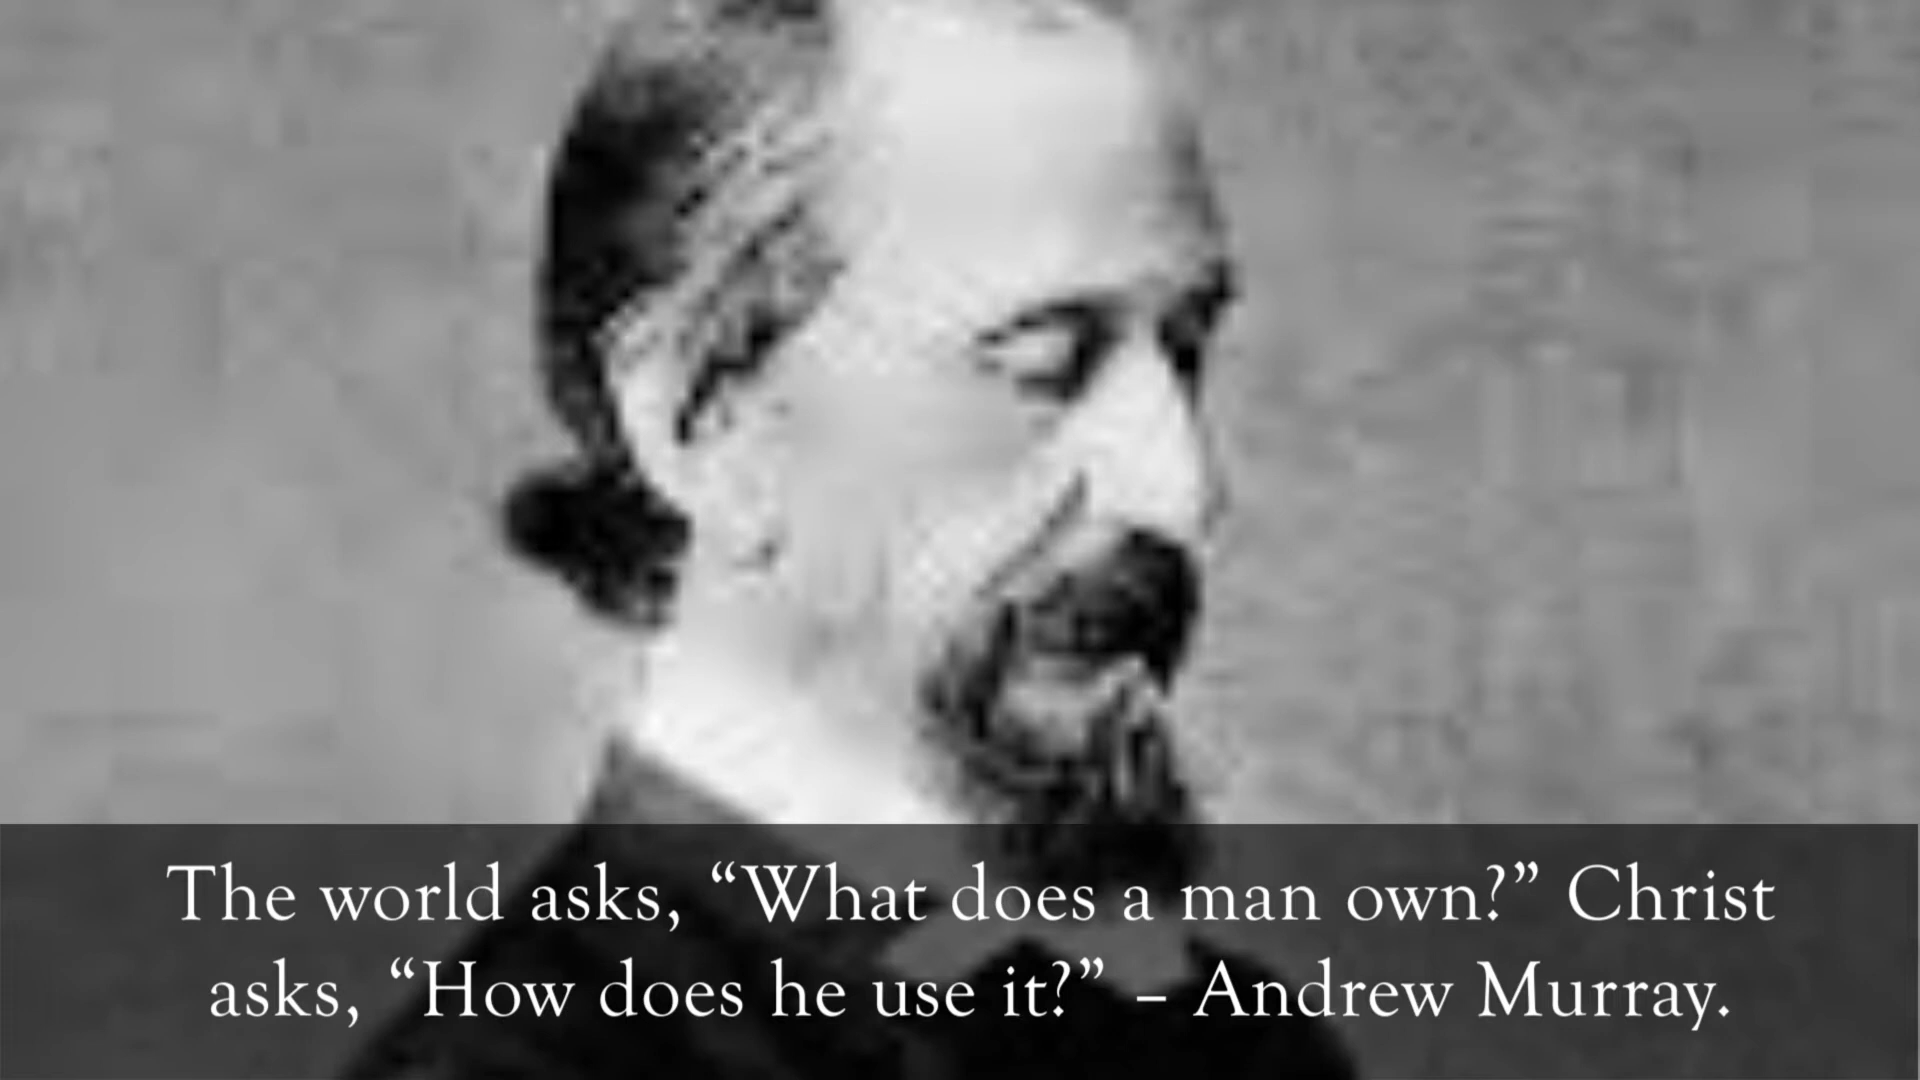 The world asks, “What does a man own?” Christ
asks, “How does he use it?” – Andrew Murray.